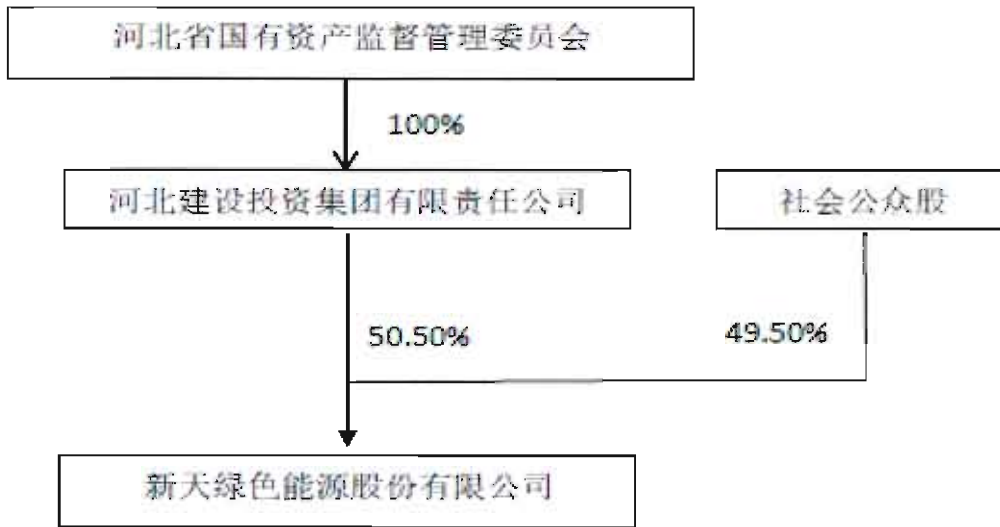 河北省国有资产监督管理委员会
100%
河北建设投资集团有限责任公司
社会公众股
50.50%
49.50%
新天绿色能源股份有限公司